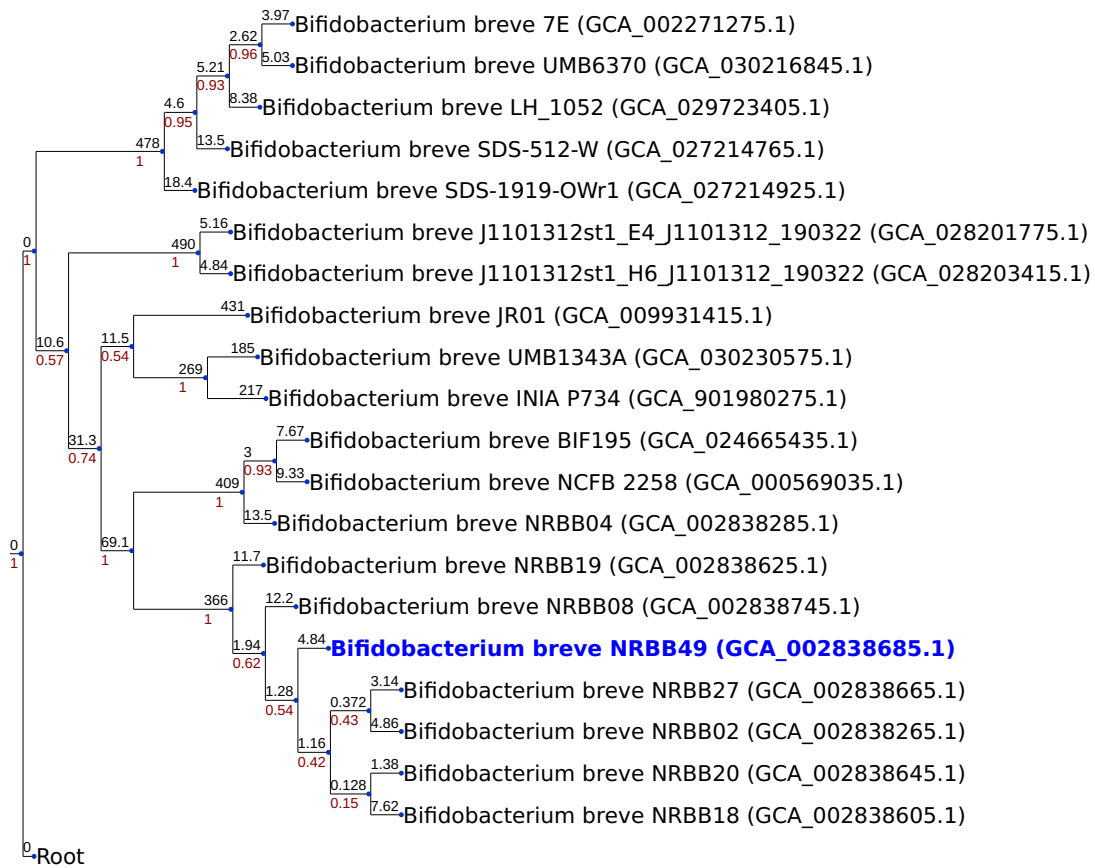 3.97
Bifidobacterium breve 7E (GCA_002271275.1)
2.62
0.96
5.03
Bifidobacterium breve UMB6370 (GCA_030216845.1)
5.21
0.93
8.38
Bifidobacterium breve LH_1052 (GCA_029723405.1)
4.6
0.95
13.5
Bifidobacterium breve SDS-512-W (GCA_027214765.1)
478
1
18.4
Bifidobacterium breve SDS-1919-OWr1 (GCA_027214925.1)
5.16
Bifidobacterium breve J1101312st1_E4_J1101312_190322 (GCA_028201775.1)
0
1
490
1
4.84
Bifidobacterium breve J1101312st1_H6_J1101312_190322 (GCA_028203415.1)
431
Bifidobacterium breve JR01 (GCA_009931415.1)
10.6
0.57
11.5
0.54
185
Bifidobacterium breve UMB1343A (GCA_030230575.1)
269
1
217
Bifidobacterium breve INIA P734 (GCA_901980275.1)
31.3
0.74
7.67
Bifidobacterium breve BIF195 (GCA_024665435.1)
3
0.93
9.33
Bifidobacterium breve NCFB 2258 (GCA_000569035.1)
409
1
13.5
Bifidobacterium breve NRBB04 (GCA_002838285.1)
0
1
69.1
1
11.7
Bifidobacterium breve NRBB19 (GCA_002838625.1)
366
1
12.2
Bifidobacterium breve NRBB08 (GCA_002838745.1)
1.94
0.62
4.84
Bifidobacterium breve NRBB49 (GCA_002838685.1)
1.28
0.54
3.14
Bifidobacterium breve NRBB27 (GCA_002838665.1)
0.372
0.43
4.86
Bifidobacterium breve NRBB02 (GCA_002838265.1)
1.16
0.42
1.38
Bifidobacterium breve NRBB20 (GCA_002838645.1)
0.128
0.15
7.62
Bifidobacterium breve NRBB18 (GCA_002838605.1)
0
Root